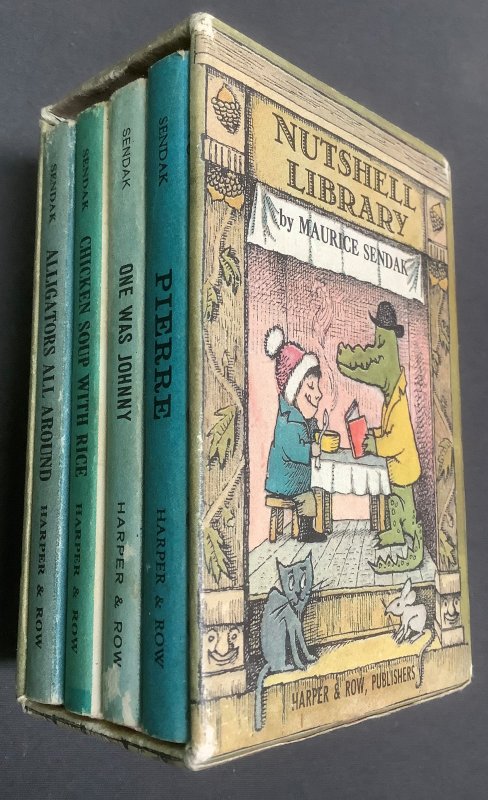 SENDAK ALLIGATORS ALL AROUND HARPER & ROW
SENDAK CHICKEN SOUP WITH RICE HARPER & ROW
SENDAK ONE WAS JOHNNY HARPER & ROW
SENDAK PIERRE HARPER & ROW
NUTSHELL
LIBRARY
by MAURICE SENDAK
HARPER & ROW, PUBLISHERS